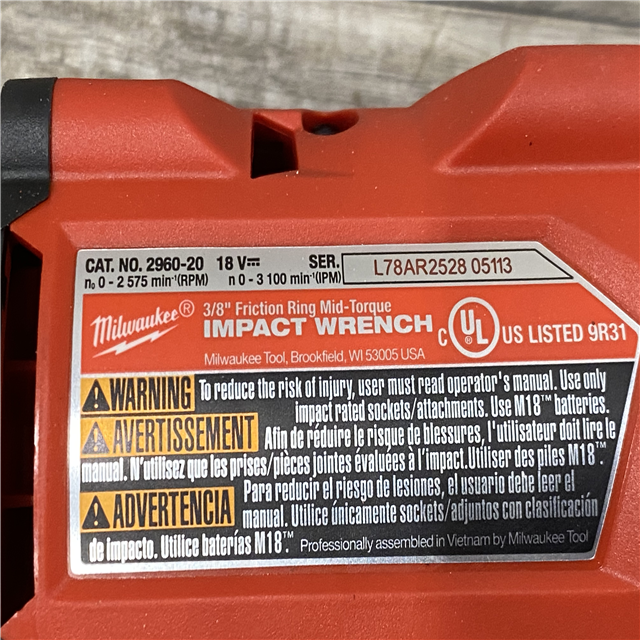 CAT. NO. 2960-20 18 V⎓ SER. L78AR2528 05113
n₀ 0 - 2 575 min⁻¹(RPM) n 0 - 3 100 min⁻¹(IPM)
Milwaukee®
3/8" Friction Ring Mid-Torque
IMPACT WRENCH
C UL® US LISTED 9R31
Milwaukee Tool, Brookfield, WI 53005 USA
WARNING To reduce the risk of injury, user must read operator's manual. Use only
impact rated sockets/attachments. Use M18™ batteries.
AVERTISSEMENT Afin de réduire le risque de blessures, l'utilisateur doit lire le
manual. N'utilisez que les prises/pièces jointes évaluées à l'impact.Utiliser des piles M18™.
ADVERTENCIA Para reducir el riesgo de lesiones, el usuario debe leer el
manual. Utilice únicamente sockets/adjuntos con clasificación
de impacto. Utilice baterías M18™. Professionally assembled in Vietnam by Milwaukee Tool